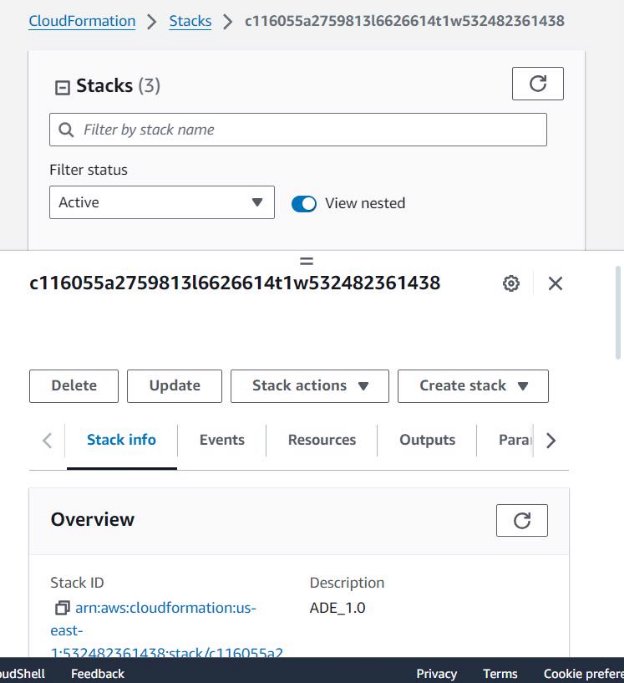 CloudFormation > Stacks > c116055a2759813l6626614t1w532482361438
Stacks (3)
Filter by stack name
Filter status
Active
View nested
c116055a2759813l6626614t1w532482361438
Delete Update Stack actions Create stack
Stack info Events Resources Outputs Para
Overview
Stack ID Description
arn:aws:cloudformation:us- ADE_1.0
east-
1:532482361438:stack/c116055a2
oudShell Feedback Privacy Terms Cookie prefere